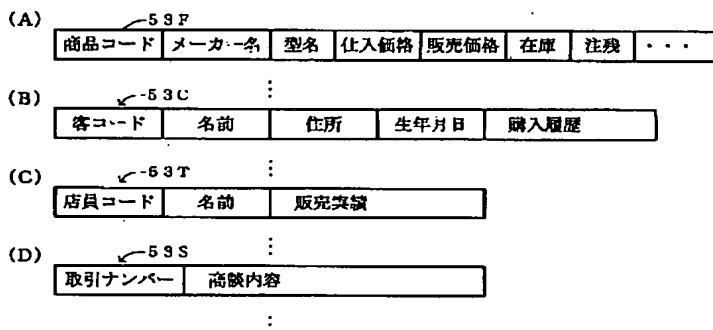 (A) 53F
商品コード メーカー名 型名 仕入価格 販売価格 在庫 注残 ・・・
⋮
(B) 53C
客コード 名前 住所 生年月日 購入履歴
⋮
(C) 53T
店員コード 名前 販売実績
⋮
(D) 53S
取引ナンバー 商談内容
⋮